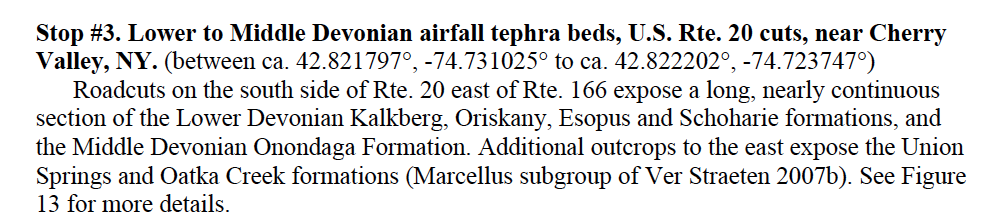 Stop #3. Lower to Middle Devonian airfall tephra beds, U.S. Rte. 20 cuts, near Cherry
Valley, NY. (between ca. 42.821797°, -74.731025° to ca. 42.822202°, -74.723747°)
Roadcuts on the south side of Rte. 20 east of Rte. 166 expose a long, nearly continuous
section of the Lower Devonian Kalkberg, Oriskany, Esopus and Schoharie formations, and
the Middle Devonian Onondaga Formation. Additional outcrops to the east expose the Union
Springs and Oatka Creek formations (Marcellus subgroup of Ver Straeten 2007b). See Figure
13 for more details.